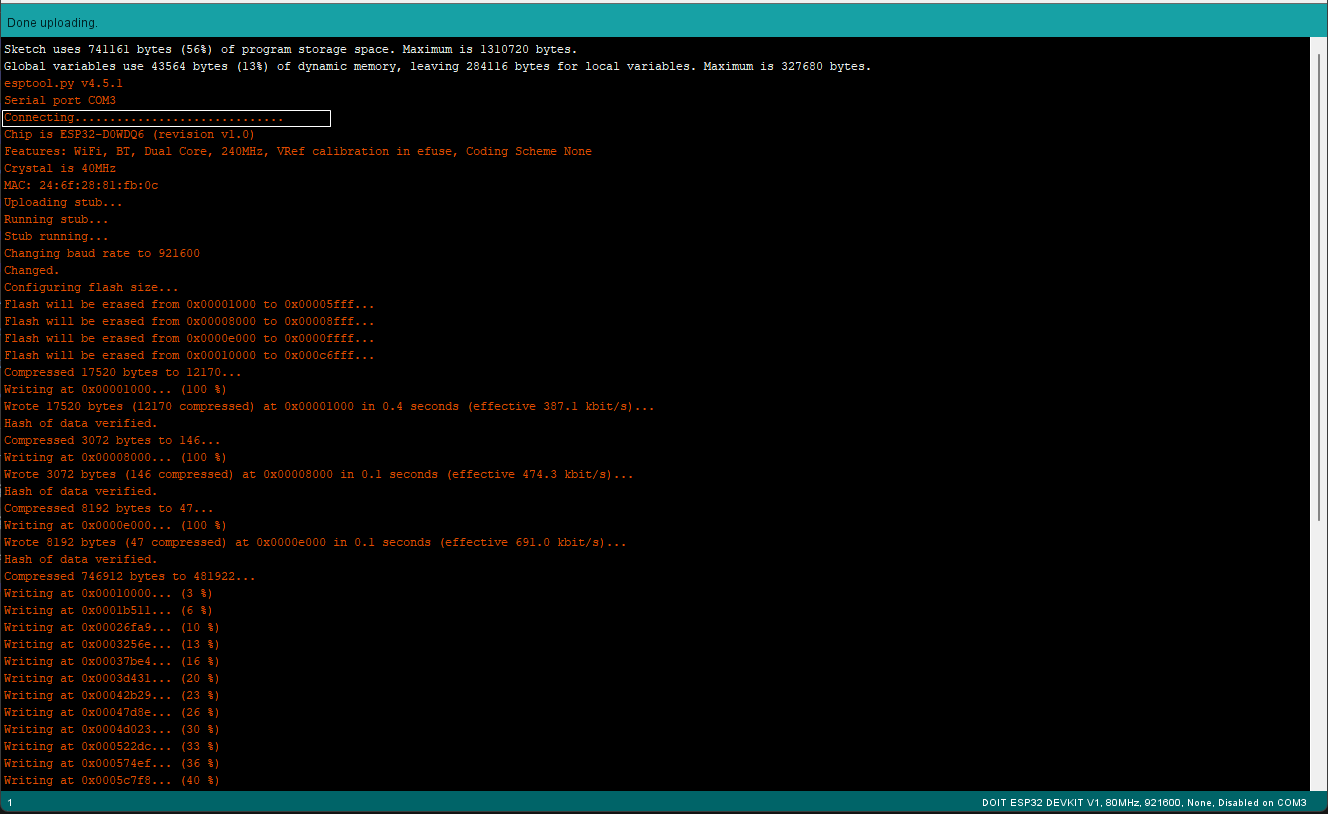 Done uploading.
Sketch uses 741161 bytes (56%) of program storage space. Maximum is 1310720 bytes.
Global variables use 43564 bytes (13%) of dynamic memory, leaving 284116 bytes for local variables. Maximum is 327680 bytes.
esptool.py v4.5.1
Serial port COM3
Connecting..............................
Chip is ESP32-D0WDQ6 (revision v1.0)
Features: WiFi, BT, Dual Core, 240MHz, VRef calibration in efuse, Coding Scheme None
Crystal is 40MHz
MAC: 24:6f:28:81:fb:0c
Uploading stub...
Running stub...
Stub running...
Changing baud rate to 921600
Changed.
Configuring flash size...
Flash will be erased from 0x00001000 to 0x00005fff...
Flash will be erased from 0x00008000 to 0x00008fff...
Flash will be erased from 0x0000e000 to 0x0000ffff...
Flash will be erased from 0x00010000 to 0x000c6fff...
Compressed 17520 bytes to 12170...
Writing at 0x00001000... (100 %)
Wrote 17520 bytes (12170 compressed) at 0x00001000 in 0.4 seconds (effective 387.1 kbit/s)...
Hash of data verified.
Compressed 3072 bytes to 146...
Writing at 0x00008000... (100 %)
Wrote 3072 bytes (146 compressed) at 0x00008000 in 0.1 seconds (effective 474.3 kbit/s)...
Hash of data verified.
Compressed 8192 bytes to 47...
Writing at 0x0000e000... (100 %)
Wrote 8192 bytes (47 compressed) at 0x0000e000 in 0.1 seconds (effective 691.0 kbit/s)...
Hash of data verified.
Compressed 746912 bytes to 481922...
Writing at 0x00010000... (3 %)
Writing at 0x0001b511... (6 %)
Writing at 0x00026fa9... (10 %)
Writing at 0x0003256e... (13 %)
Writing at 0x00037be4... (16 %)
Writing at 0x0003d431... (20 %)
Writing at 0x00042b29... (23 %)
Writing at 0x00047d8e... (26 %)
Writing at 0x0004d023... (30 %)
Writing at 0x000522dc... (33 %)
Writing at 0x000574ef... (36 %)
Writing at 0x0005c7f8... (40 %)
1
DOIT ESP32 DEVKIT V1, 80MHz, 921600, None, Disabled on COM3